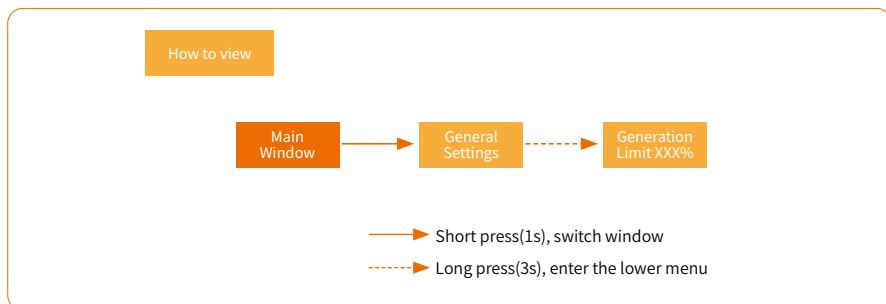 How to view
Main
Window
General
Settings
Generation
Limit XXX%
Short press(1s), switch window
Long press(3s), enter the lower menu